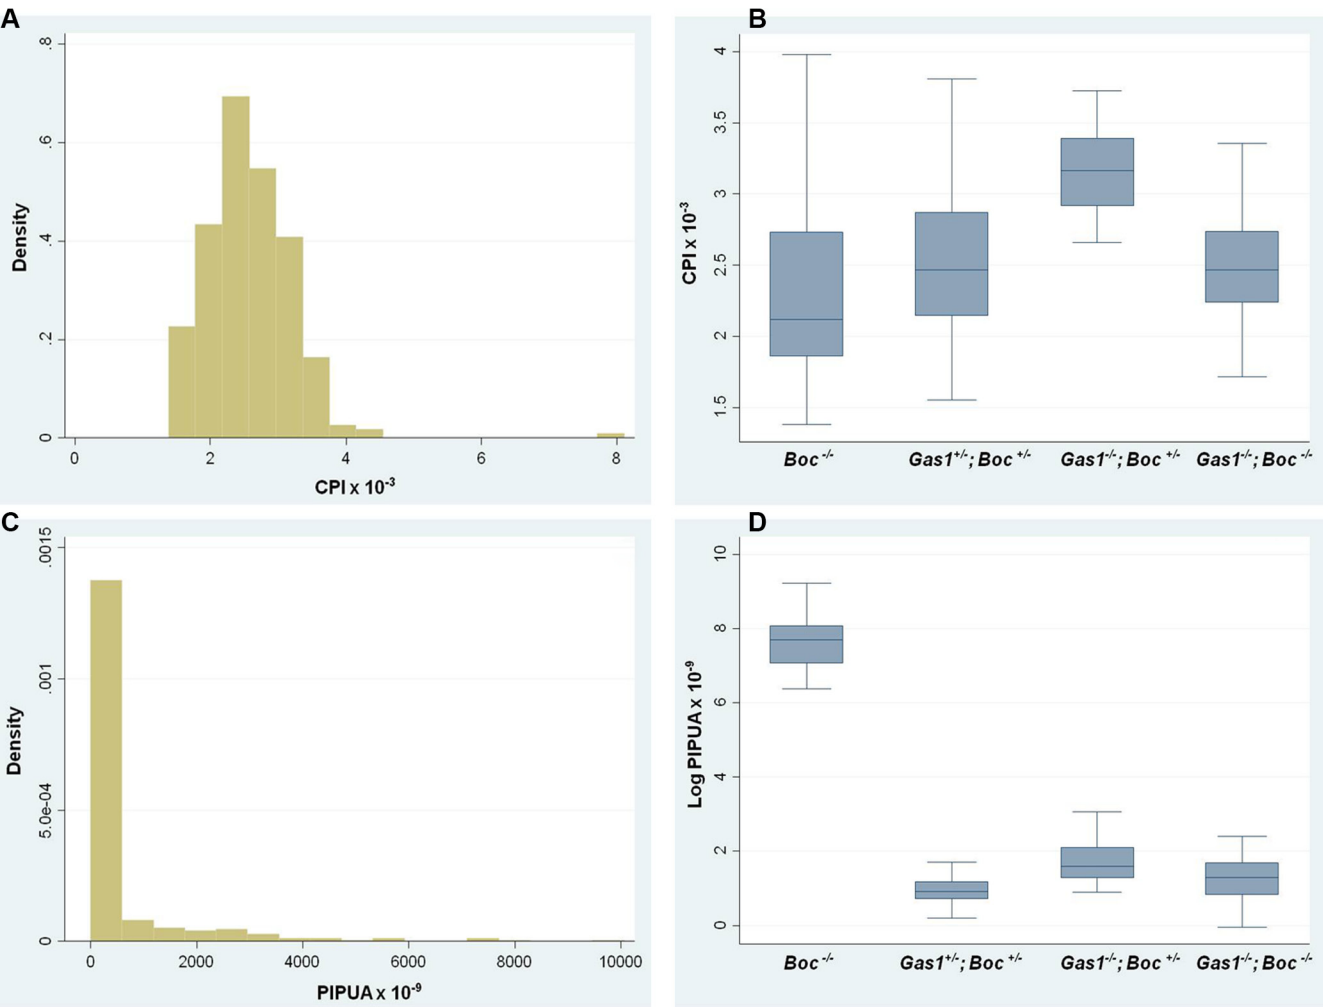 A
.8
.6
.4
.2
0
Density
0 2 4 6 8
CPI x 10-3
B
4
3.5
3
2.5
2
1.5
CPI x 10-3
Boc -/- Gas1+/-; Boc +/- Gas1-/-; Boc +/- Gas1-/-; Boc -/-
C
.0015
.001
5.0e-04
0
Density
0 2000 4000 6000 8000 10000
PIPUA x 10-9
D
10
8
6
4
2
0
Log PIPUA x 10-9
Boc -/- Gas1+/-; Boc +/- Gas1-/-; Boc +/- Gas1-/-; Boc -/-